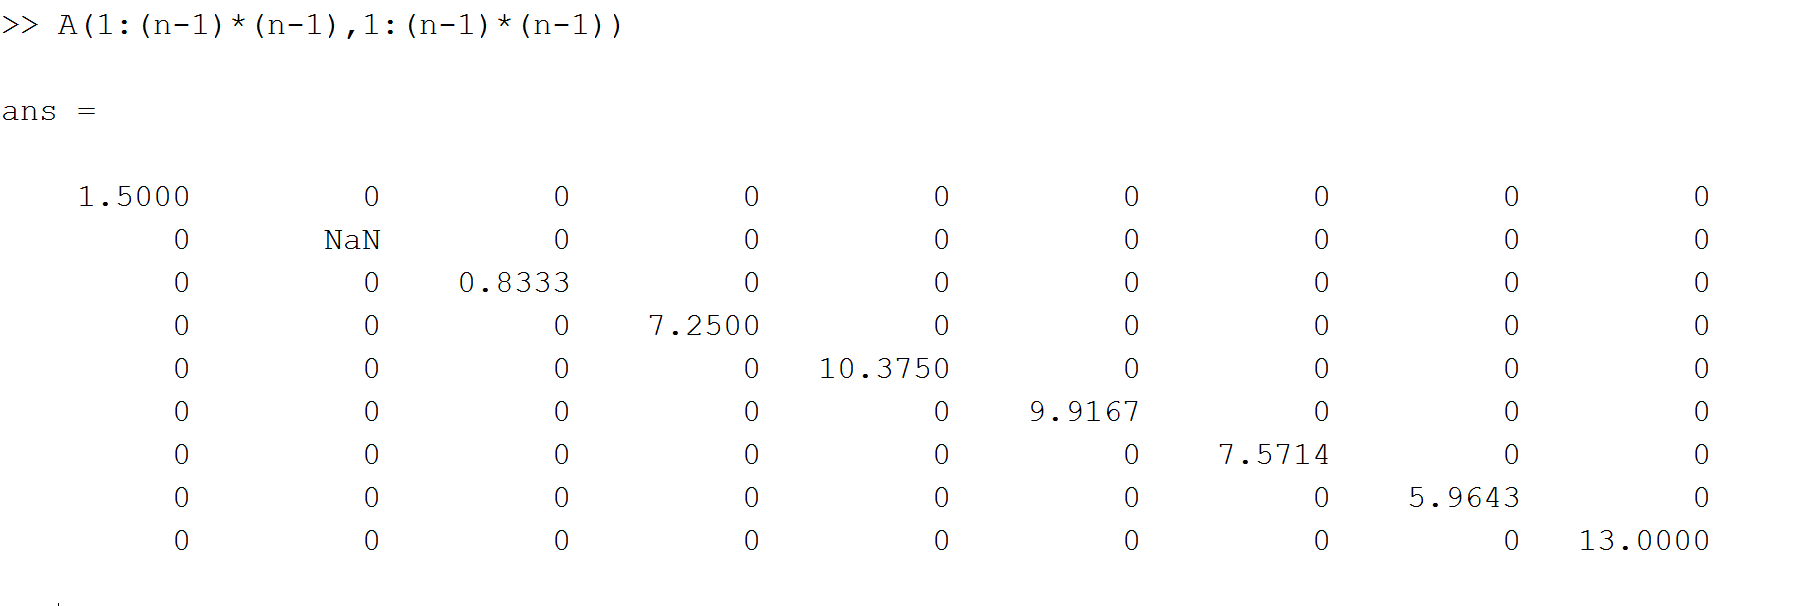 >> A(1:(n-1)*(n-1),1:(n-1)*(n-1))
ans =
1.5000 0 0 0 0 0 0 0 0
0 NaN 0 0 0 0 0 0 0
0 0 0.8333 0 0 0 0 0 0
0 0 0 7.2500 0 0 0 0 0
0 0 0 0 10.3750 0 0 0 0
0 0 0 0 0 9.9167 0 0 0
0 0 0 0 0 0 7.5714 0 0
0 0 0 0 0 0 0 5.9643 0
0 0 0 0 0 0 0 0 13.0000